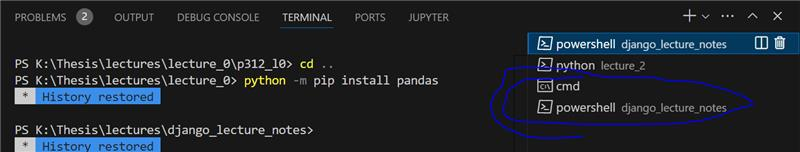 PROBLEMS 2 OUTPUT DEBUG CONSOLE TERMINAL PORTS JUPYTER
PS K:\Thesis\lectures\lecture_0\p312_l0> cd ..
PS K:\Thesis\lectures\lecture_0> python -m pip install pandas
* History restored
PS K:\Thesis\lectures\django_lecture_notes>
* History restored
powershell django_lecture_notes
python lecture_2
cmd
powershell django_lecture_notes